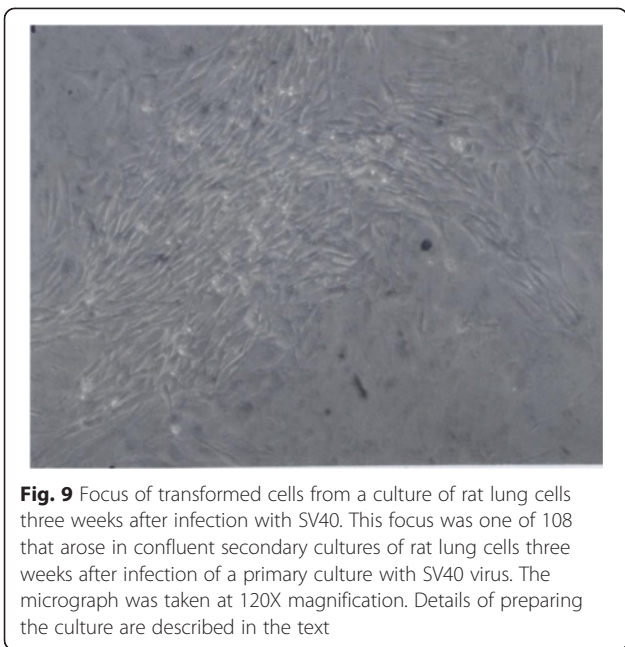 Fig. 9 Focus of transformed cells from a culture of rat lung cells
three weeks after infection with SV40. This focus was one of 108
that arose in confluent secondary cultures of rat lung cells three
weeks after infection of a primary culture with SV40 virus. The
micrograph was taken at 120X magnification. Details of preparing
the culture are described in the text